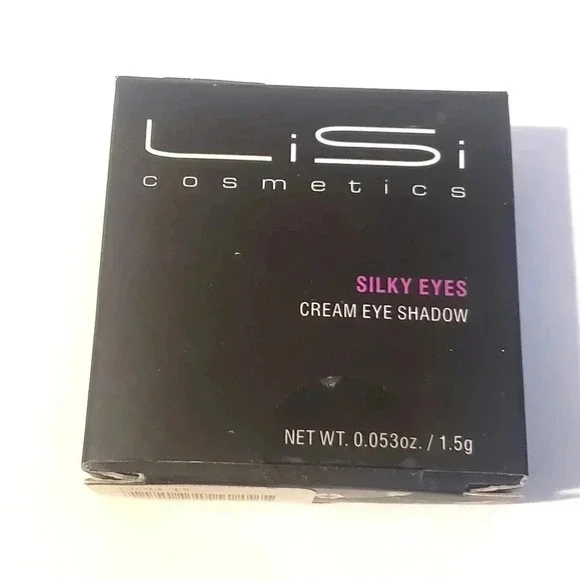 LiSi
cosmetics
SILKY EYES
CREAM EYE SHADOW
NET WT. 0.053oz. / 1.5g